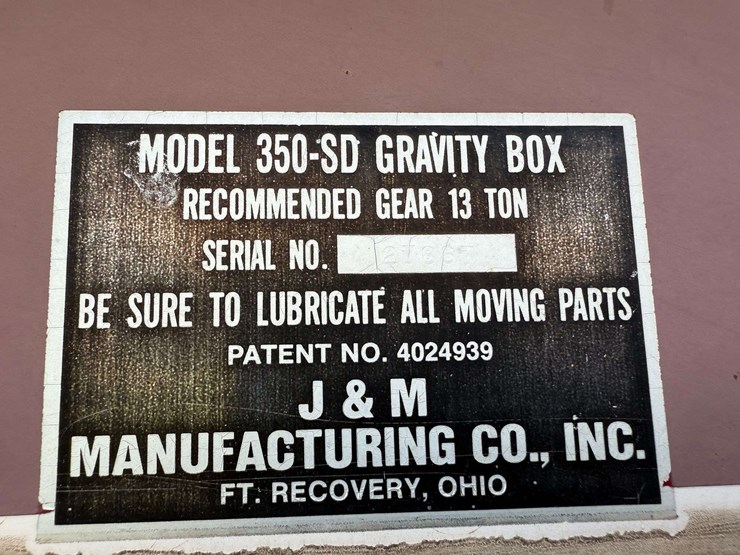 MODEL 350-SD GRAVITY BOX
RECOMMENDED GEAR 13 TON
SERIAL NO.
BE SURE TO LUBRICATE ALL MOVING PARTS
PATENT NO. 4024939
J & M
MANUFACTURING CO., INC.
FT. RECOVERY, OHIO